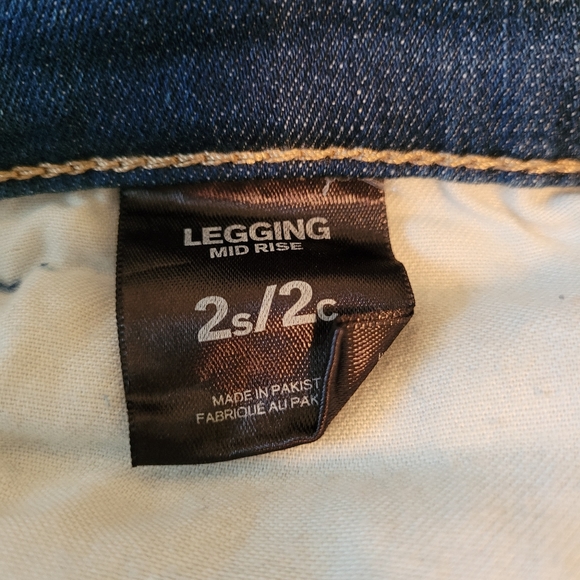 LEGGING
MID RISE
2s/2c
MADE IN PAKIST
FABRIQUÉ AU PAK